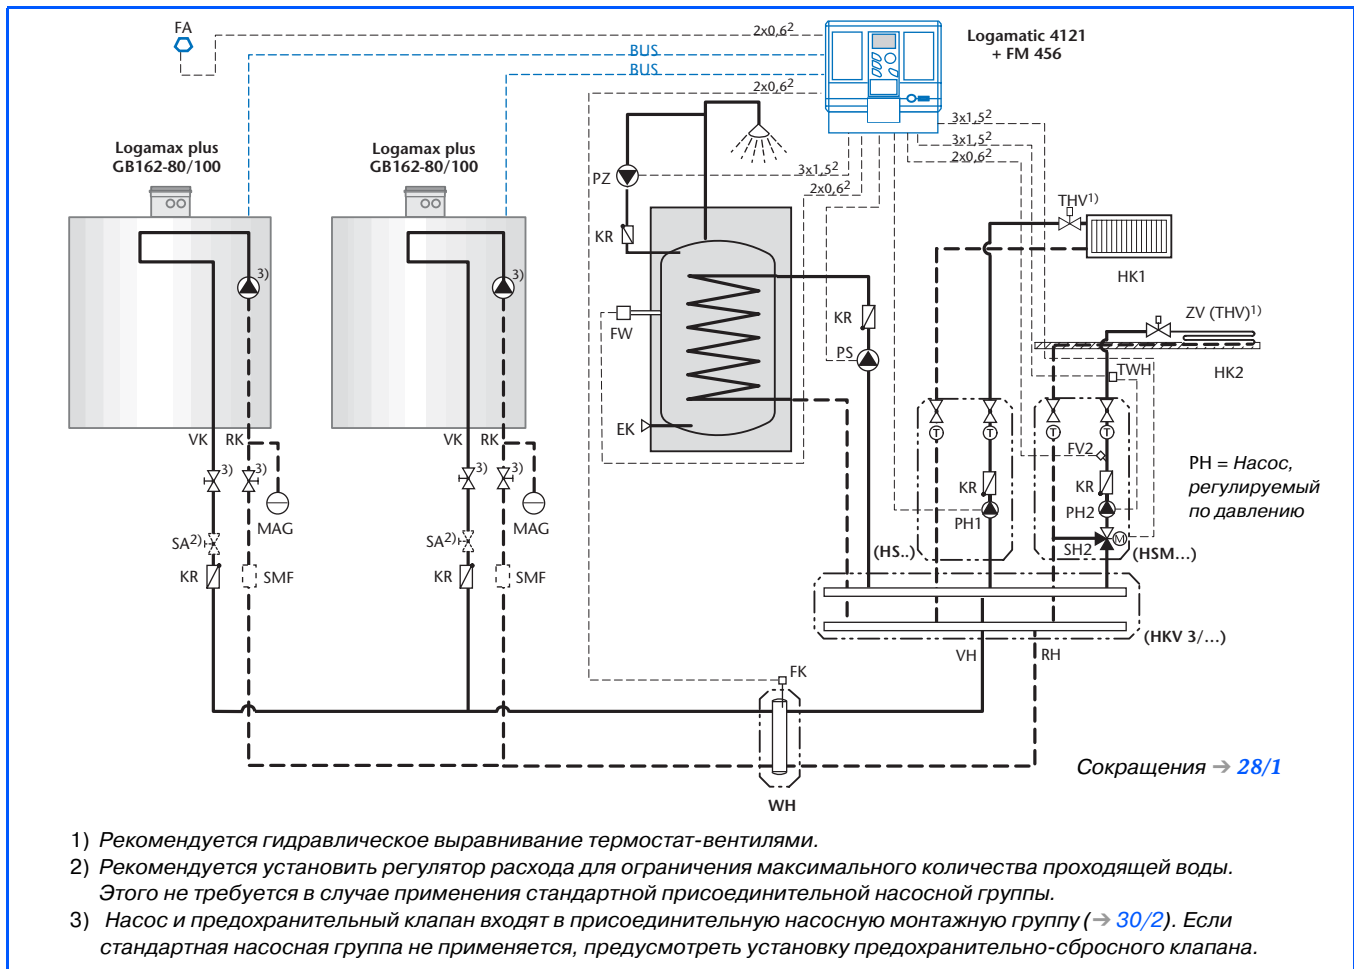 FA
2x0,6²
BUS
BUS
2x0,6²
Logamatic 4121
+ FM 456
3x1,5²
3x1,5²
2x0,6²
Logamax plus
GB162-80/100
Logamax plus
GB162-80/100
PZ
3x1,5²
2x0,6²
THV1)
KR
HK1
3)
3)
FW
KR
PS
ZV (THV)1)
TWH
HK2
EK
VK
RK
VK
RK
T
T
T
T
FV2
3)
3)
3)
3)
MAG
MAG
KR
KR
PH1
PH2
PH = Насос,
регулируемый
по давлению
SA2)
SA2)
SH2
M
(HS..)
(HSM...)
KR
SMF
KR
SMF
(HKV 3/...)
VH
RH
FK
WH
Сокращения ➔ 28/1
1) Рекомендуется гидравлическое выравнивание термостат-вентилями.
2) Рекомендуется установить регулятор расхода для ограничения максимального количества проходящей воды.
Этого не требуется в случае применения стандартной присоединительной насосной группы.
3) Насос и предохранительный клапан входят в присоединительную насосную монтажную группу (➔ 30/2). Если
стандартная насосная группа не применяется, предусмотреть установку предохранительно-сбросного клапана.